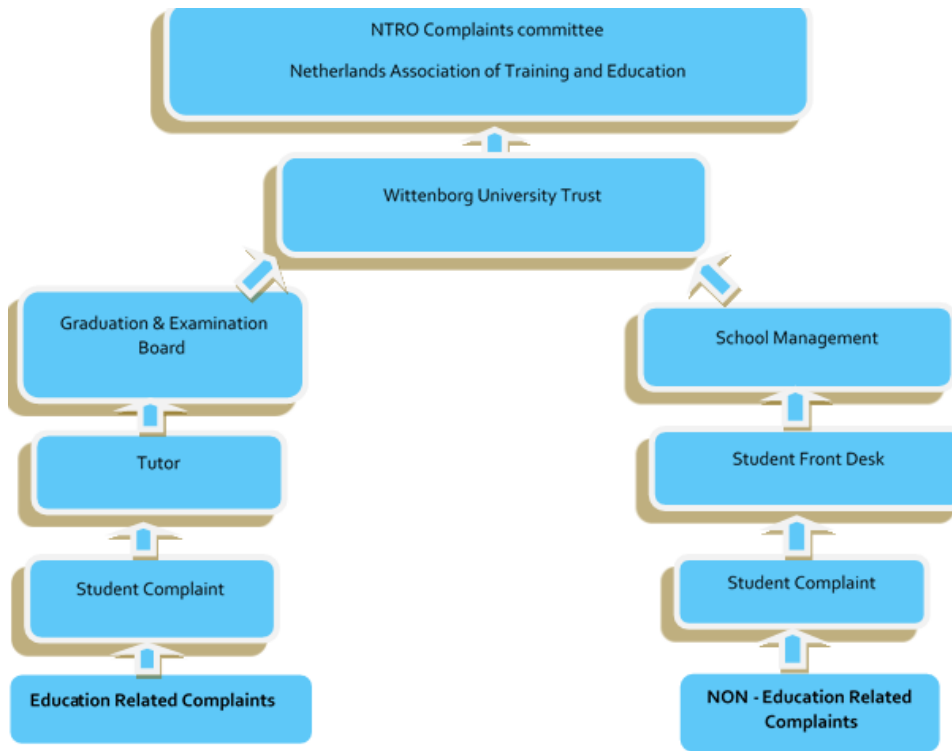 NTRO Complaints committee
Netherlands Association of Training and Education
Wittenborg University Trust
Graduation & Examination
Board
School Management
Tutor
Student Front Desk
Student Complaint
Student Complaint
Education Related Complaints
NON - Education Related
Complaints